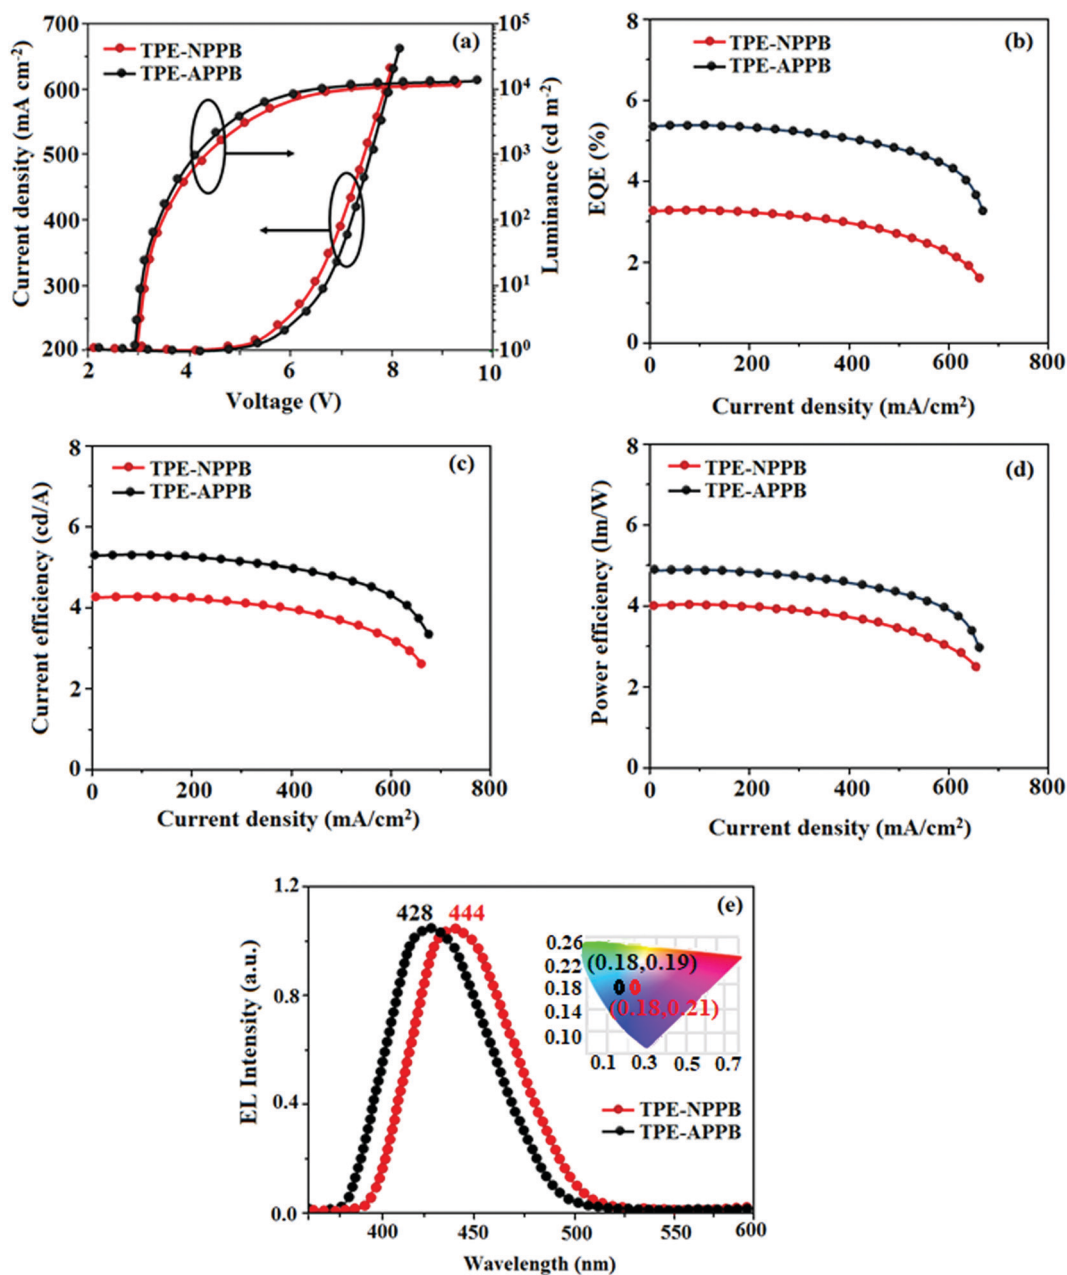 (a)
TPE-NPPB
TPE-APPB
700
600
500
400
300
200
Current density (mA cm-2)
10⁵
10⁴
10³
10²
10¹
10⁰
Luminance (cd m-2)
2 4 6 8 10
Voltage (V)
(b)
TPE-NPPB
TPE-APPB
8
6
4
2
0
EQE (%)
0 200 400 600 800
Current density (mA/cm²)
(c)
TPE-NPPB
TPE-APPB
8
6
4
2
0
Current efficiency (cd/A)
0 200 400 600 800
Current density (mA/cm²)
(d)
TPE-NPPB
TPE-APPB
8
6
4
2
0
Power efficiency (lm/W)
0 200 400 600 800
Current density (mA/cm²)
(e)
428 444
1.2
0.8
0.4
0.0
EL Intensity (a.u.)
0.26
0.22
0.18
0.14
0.10
(0.18,0.19)
(0.18,0.21)
0.1 0.3 0.5 0.7
TPE-NPPB
TPE-APPB
400 450 500 550 600
Wavelength (nm)